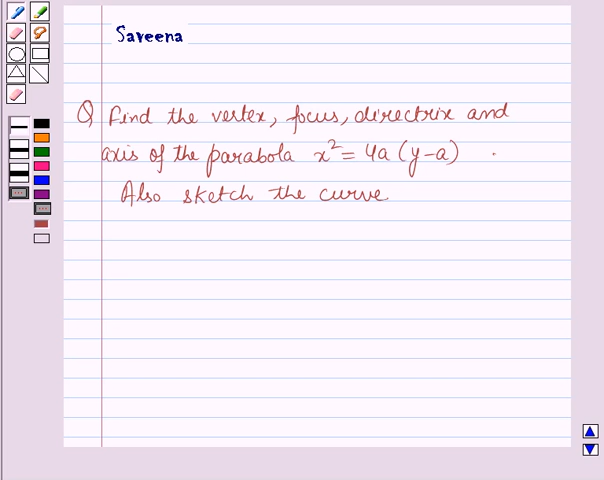 Saveena
Q Find the vertex, focus, directrix and
axis of the parabola x² = 4a (y-a) .
Also sketch the curve